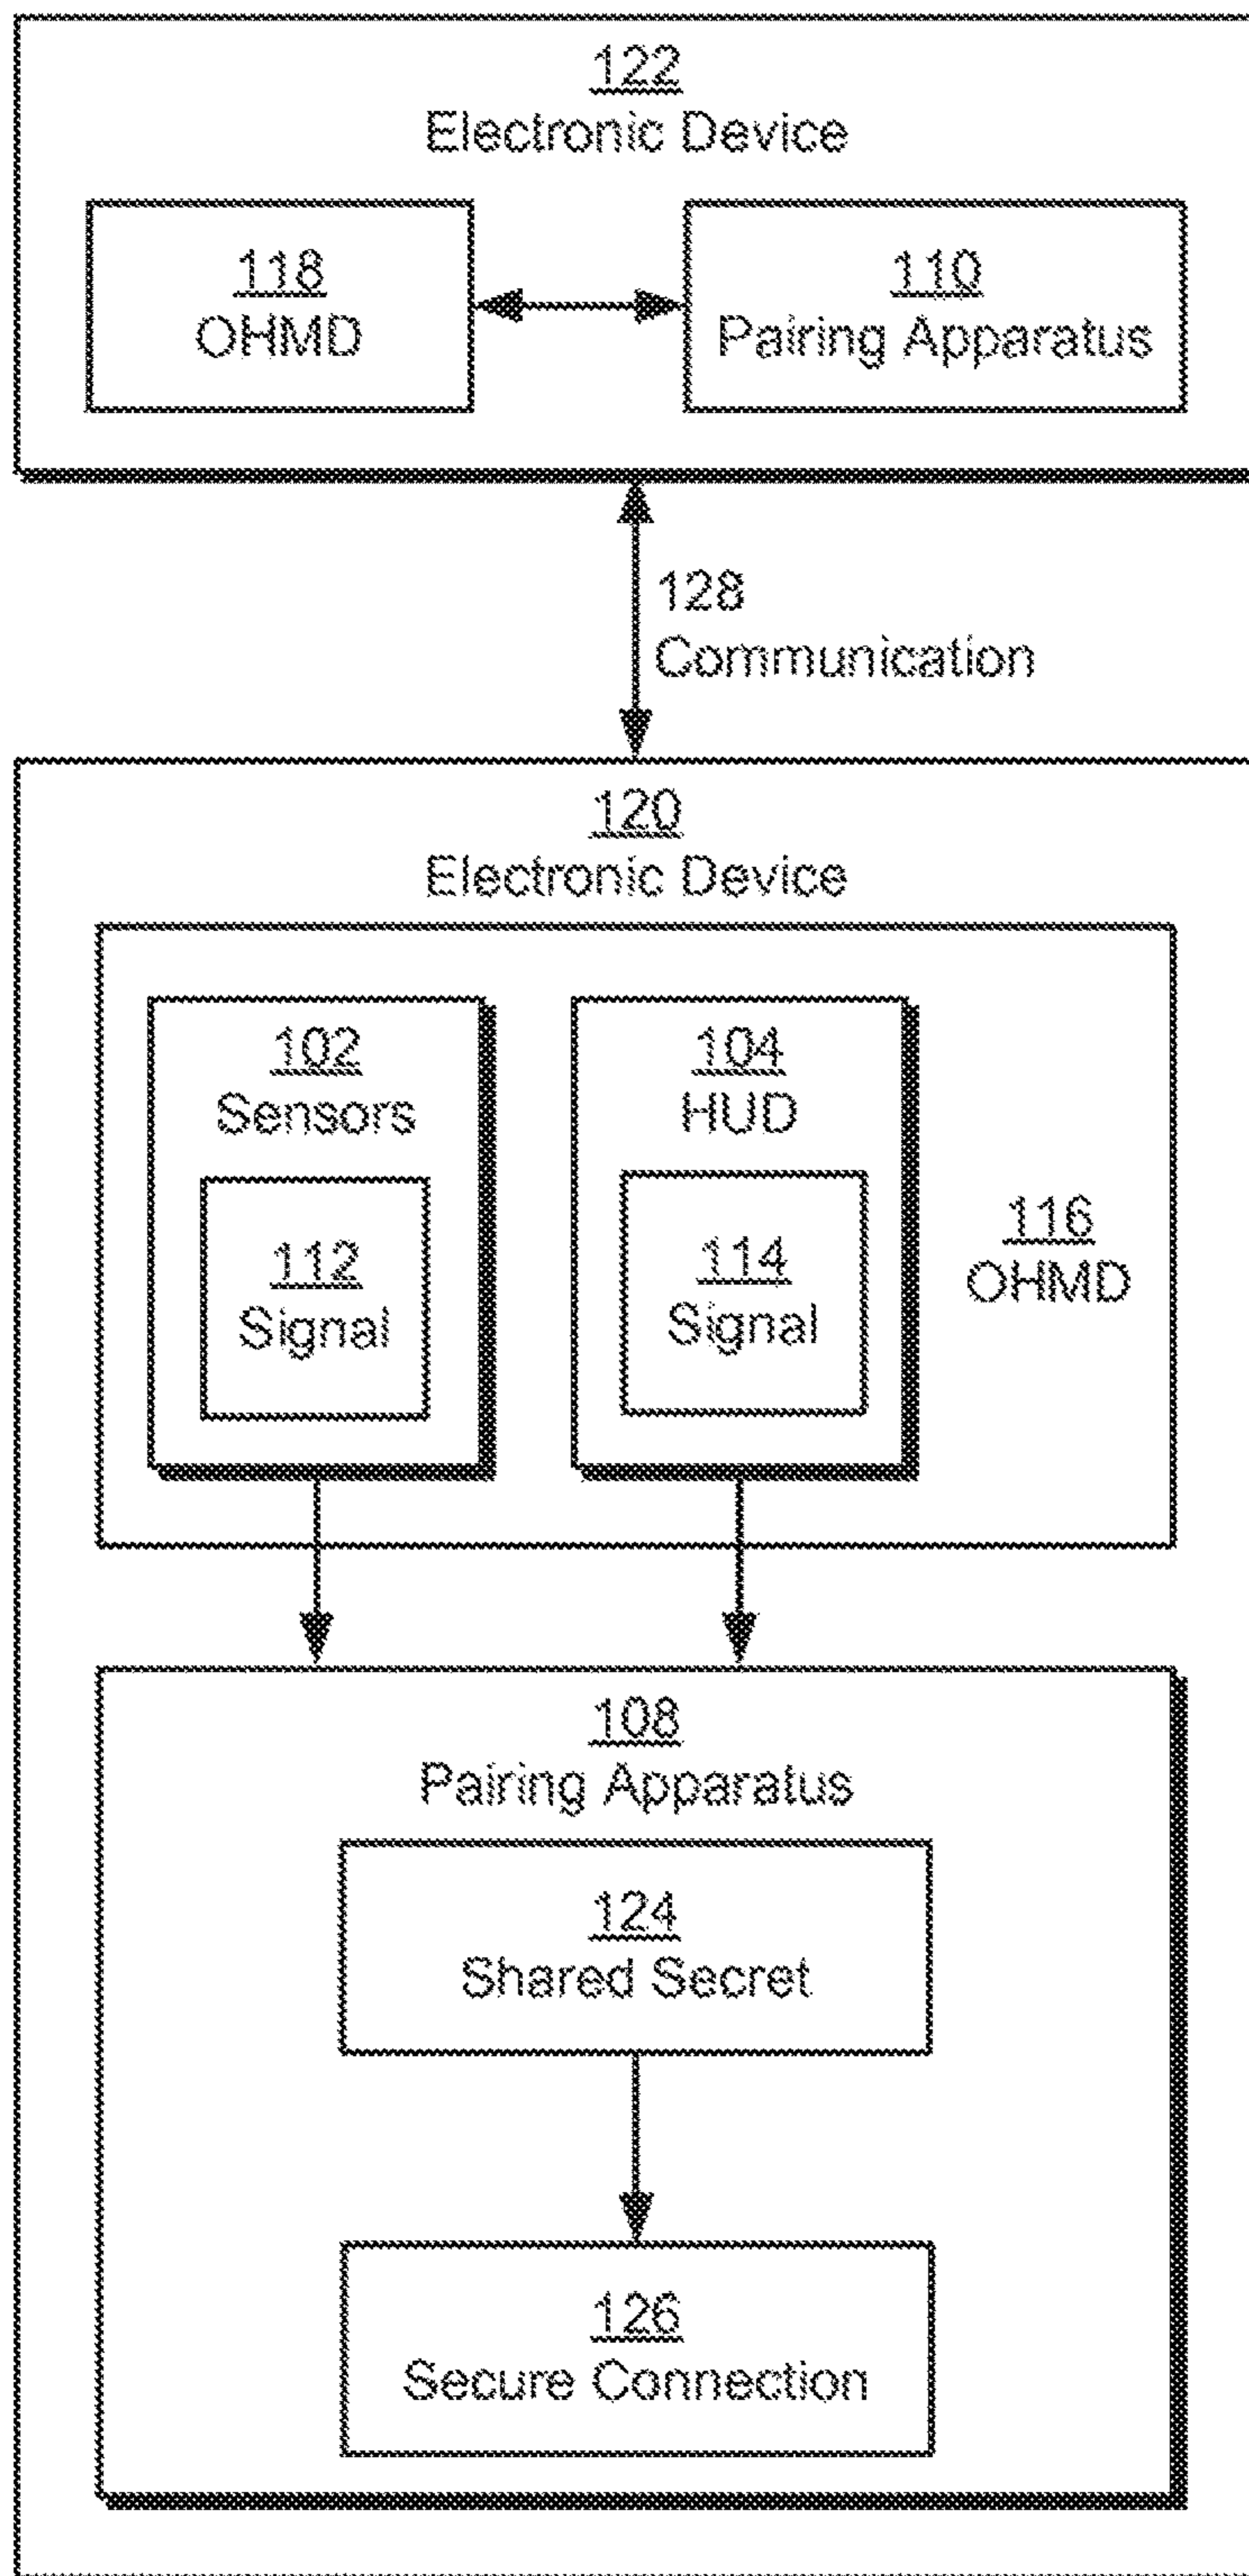 122
Electronic Device
118
OHMD
110
Pairing Apparatus
128
Communication
120
Electronic Device
102
Sensors
112
Signal
104
HUD
114
Signal
116
OHMD
108
Pairing Apparatus
124
Shared Secret
126
Secure Connection